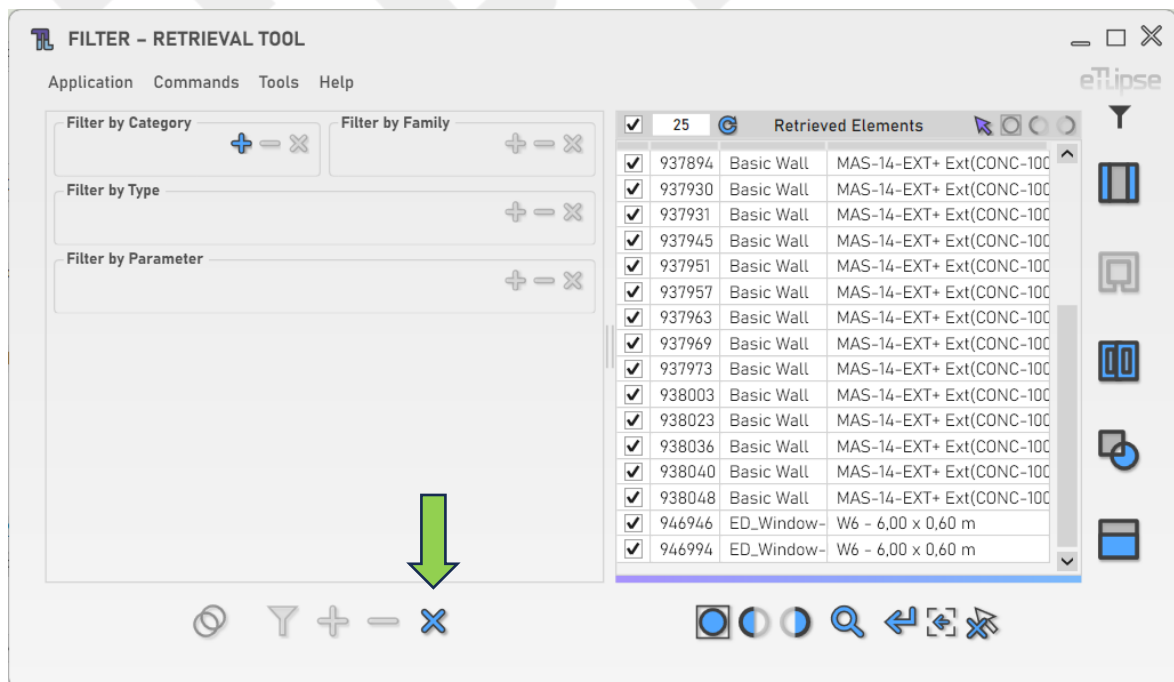 FILTER – RETRIEVAL TOOL
Application Commands Tools Help
eTLipse
Filter by Category
Filter by Family
Filter by Type
Filter by Parameter
25 Retrieved Elements
937894 Basic Wall MAS-14-EXT+ Ext(CONC-100
937930 Basic Wall MAS-14-EXT+ Ext(CONC-100
937931 Basic Wall MAS-14-EXT+ Ext(CONC-100
937945 Basic Wall MAS-14-EXT+ Ext(CONC-100
937951 Basic Wall MAS-14-EXT+ Ext(CONC-100
937957 Basic Wall MAS-14-EXT+ Ext(CONC-100
937963 Basic Wall MAS-14-EXT+ Ext(CONC-100
937969 Basic Wall MAS-14-EXT+ Ext(CONC-100
937973 Basic Wall MAS-14-EXT+ Ext(CONC-100
938003 Basic Wall MAS-14-EXT+ Ext(CONC-100
938023 Basic Wall MAS-14-EXT+ Ext(CONC-100
938036 Basic Wall MAS-14-EXT+ Ext(CONC-100
938040 Basic Wall MAS-14-EXT+ Ext(CONC-100
938048 Basic Wall MAS-14-EXT+ Ext(CONC-100
946946 ED_Window- W6 - 6,00 x 0,60 m
946994 ED_Window- W6 - 6,00 x 0,60 m